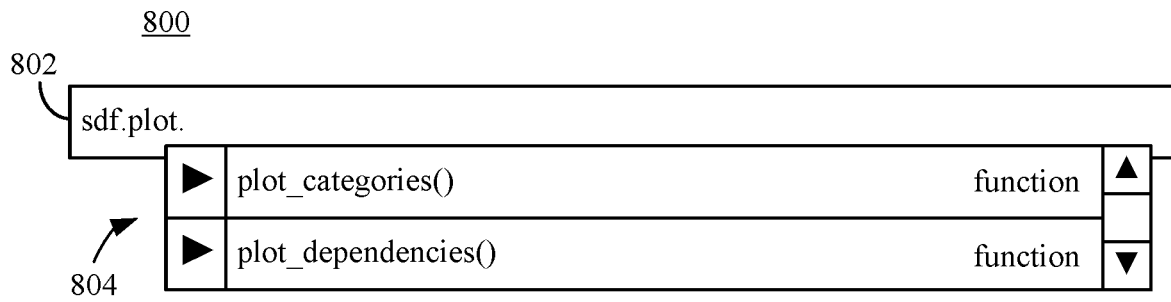 800
802
sdf.plot.
plot_categories() function
plot_dependencies() function
804